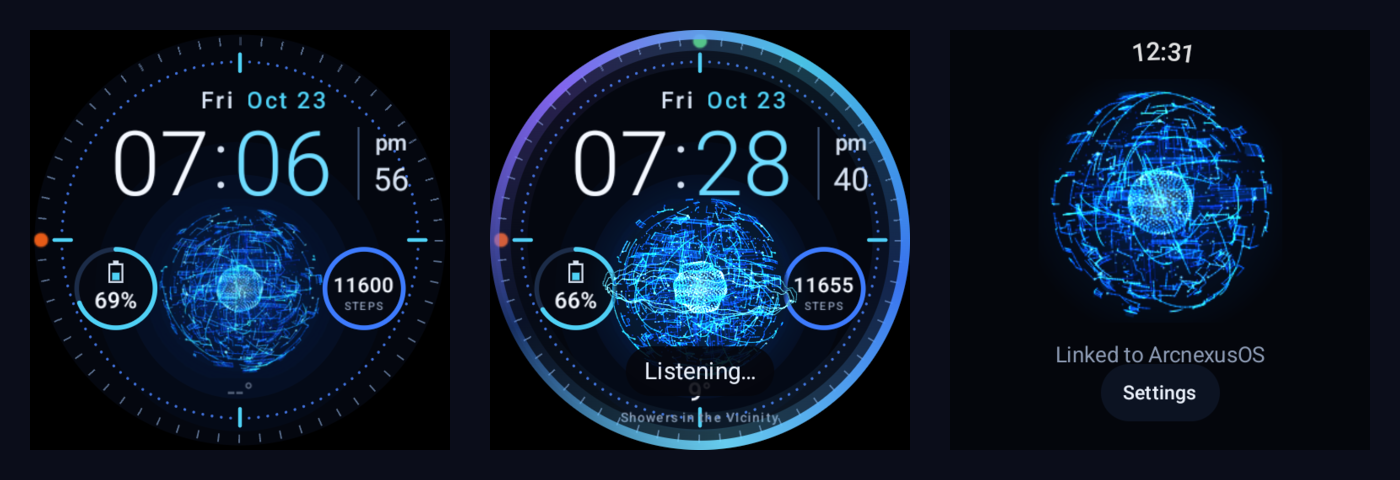 Fri Oct 23
07:06
pm
56
69%
11600
STEPS
--°
Fri Oct 23
07:28
pm
40
66%
11655
STEPS
Listening...
9°
Showers in the Vicinity
12:31
Linked to ArcnexusOS
Settings